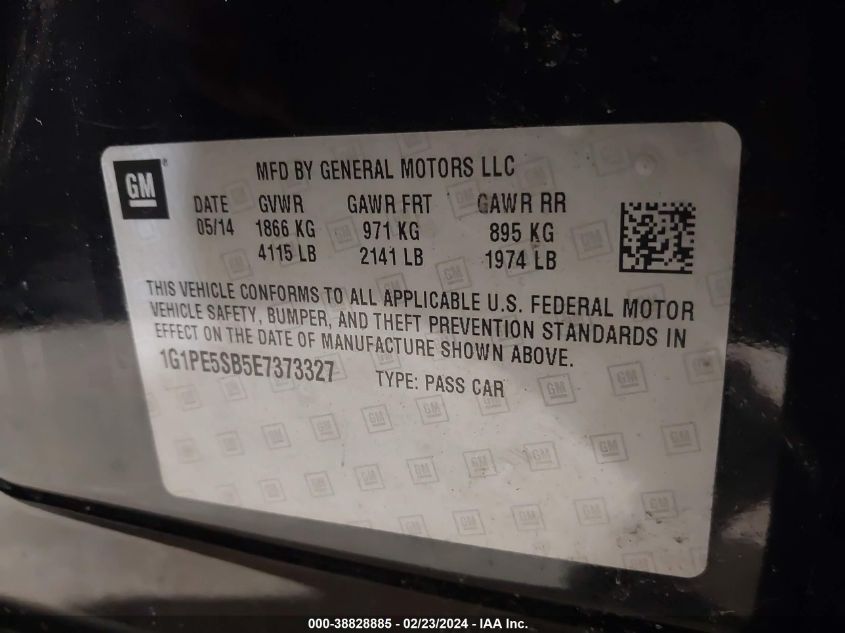 GM ®
MFD BY GENERAL MOTORS LLC
DATE GVWR GAWR FRT GAWR RR
05/14 1866 KG 971 KG 895 KG
4115 LB 2141 LB 1974 LB
THIS VEHICLE CONFORMS TO ALL APPLICABLE U.S. FEDERAL MOTOR
VEHICLE SAFETY, BUMPER, AND THEFT PREVENTION STANDARDS IN
EFFECT ON THE DATE OF MANUFACTURE SHOWN ABOVE.
1G1PE5SB5E7373327 TYPE: PASS CAR
000-38828885 / 02/23/2024 - IAA Inc.